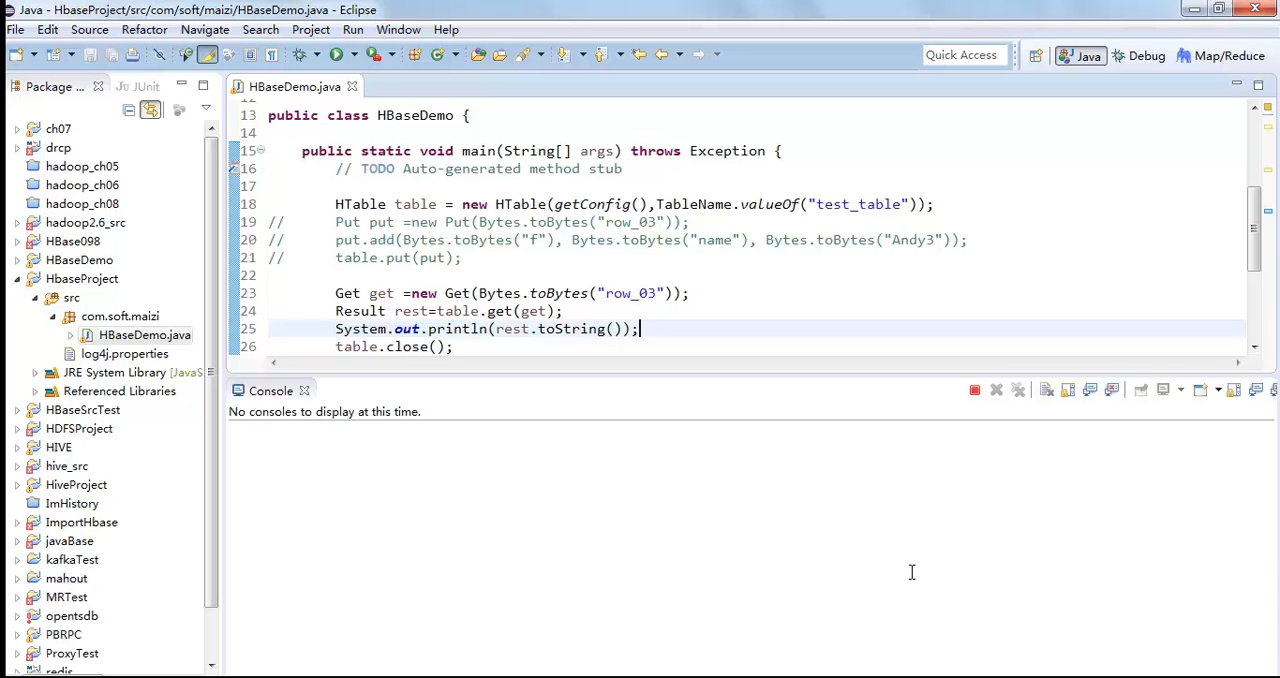 Java - HbaseProject/src/com/soft/maizi/HBaseDemo.java - Eclipse
File Edit Source Refactor Navigate Search Project Run Window Help
Quick Access
Java
Debug
Map/Reduce
Package ...
JUnit
HBaseDemo.java
ch07
drcp
hadoop_ch05
hadoop_ch06
hadoop_ch08
hadoop2.6_src
HBase098
HBaseDemo
HbaseProject
src
com.soft.maizi
HBaseDemo.java
log4j.properties
JRE System Library [JavaS
Referenced Libraries
HBaseSrcTest
HDFSProject
HIVE
hive_src
HiveProject
ImHistory
ImportHbase
javaBase
kafkaTest
mahout
MRTest
opentsdb
PBRPC
ProxyTest
redis
13 public class HBaseDemo {
14
15 public static void main(String[] args) throws Exception {
16 // TODO Auto-generated method stub
17
18 HTable table = new HTable(getConfig(),TableName.valueOf("test_table"));
19 // Put put =new Put(Bytes.toBytes("row_03"));
20 // put.add(Bytes.toBytes("f"), Bytes.toBytes("name"), Bytes.toBytes("Andy3"));
21 // table.put(put);
22
23 Get get =new Get(Bytes.toBytes("row_03"));
24 Result rest=table.get(get);
25 System.out.println(rest.toString());
26 table.close();
Console
No consoles to display at this time.